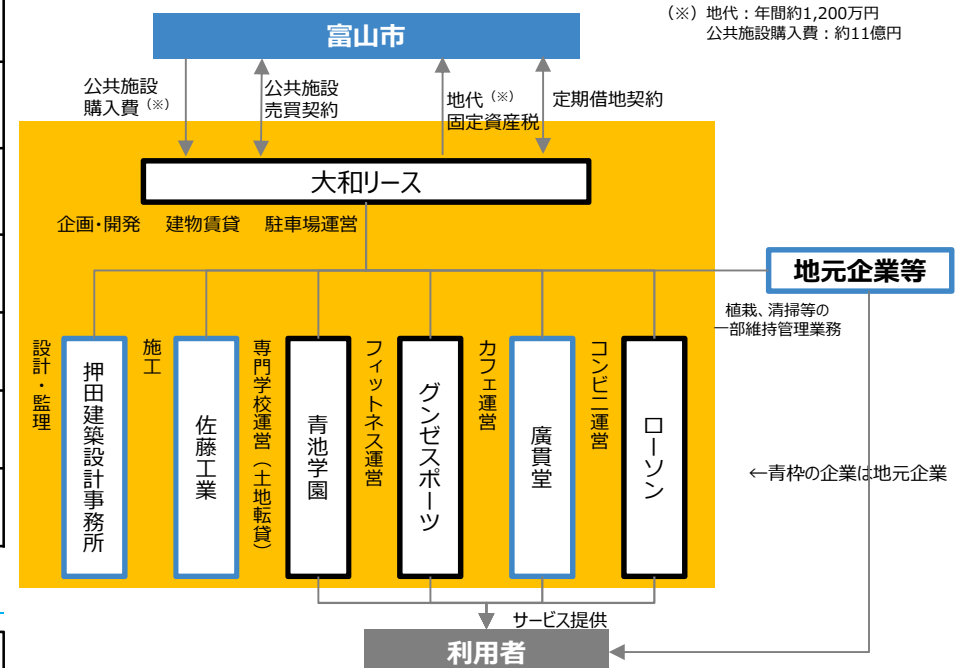 (※) 地代：年間約1,200万円
公共施設購入費：約11億円
富山市
公共施設
購入費（※）
公共施設
売買契約
地代（※）
固定資産税
定期借地契約
大和リース
企画・開発 建物賃貸 駐車場運営
地元企業等
植栽、清掃等の
一部維持管理業務
設計・監理
押田建築設計事務所
施工
佐藤工業
専門学校運営（土地転貸）
青池学園
フィットネス運営
グンゼスポーツ
カフェ運営
廣貫堂
コンビニ運営
ローソン
←青枠の企業は地元企業
サービス提供
利用者